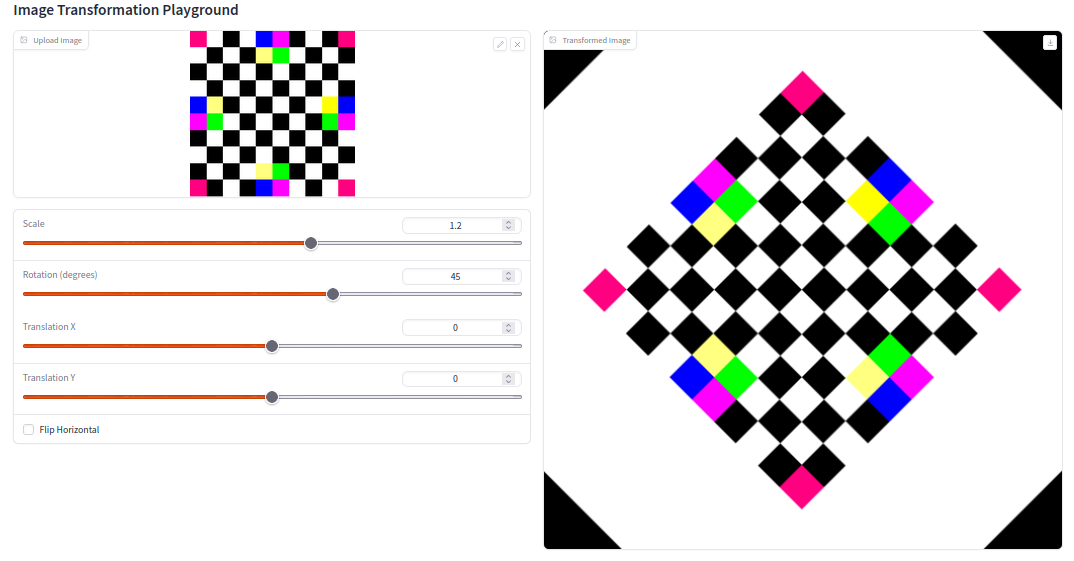 Image Transformation Playground
Upload Image
Transformed Image
Scale
1.2
Rotation (degrees)
45
Translation X
0
Translation Y
0
Flip Horizontal